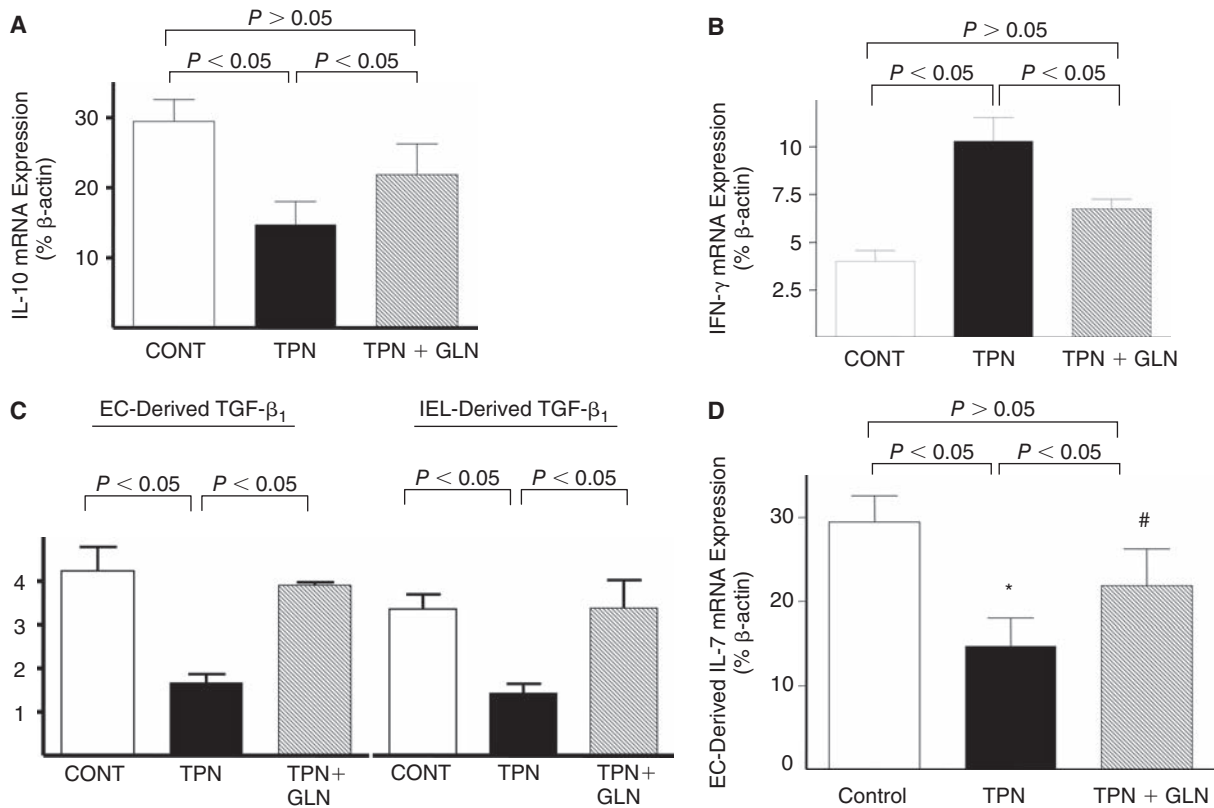 A
P > 0.05
P < 0.05
P < 0.05
IL-10 mRNA Expression
(% β-actin)
30
20
10
CONT
TPN
TPN + GLN
B
P > 0.05
P < 0.05
P < 0.05
IFN-γ mRNA Expression
(% β-actin)
10
7.5
5
2.5
CONT
TPN
TPN + GLN
C
EC-Derived TGF-β₁
IEL-Derived TGF-β₁
P < 0.05
P < 0.05
P < 0.05
P < 0.05
4
3
2
1
CONT
TPN
TPN+
GLN
CONT
TPN
TPN+
GLN
D
P > 0.05
P < 0.05
P < 0.05
EC-Derived IL-7 mRNA Expression
(% β-actin)
30
20
10
0
*
#
Control
TPN
TPN + GLN